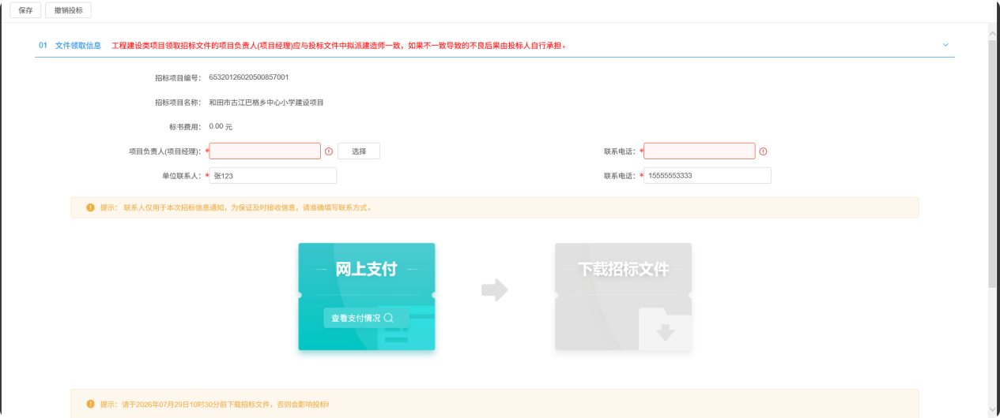 保存 撤销投标
01 文件领取信息 工程建设类项目领取招标文件的项目负责人(项目经理)应与投标文件中拟派建造师一致，如果不一致导致的不良后果由投标人自行承担。
招标项目编号： 65320126020500857001
招标项目名称： 和田市古江巴格乡中心小学建设项目
标书费用： 0.00 元
项目负责人(项目经理)：* 选择 联系电话：*
单位联系人：* 张123 联系电话：* 15555553333
提示： 联系人仅用于本次招标信息通知，为保证及时接收信息，请准确填写联系方式。
网上支付 下载招标文件
查看支付情况
提示：请于2026年07月29日10时30分前下载招标文件，否则会影响投标!